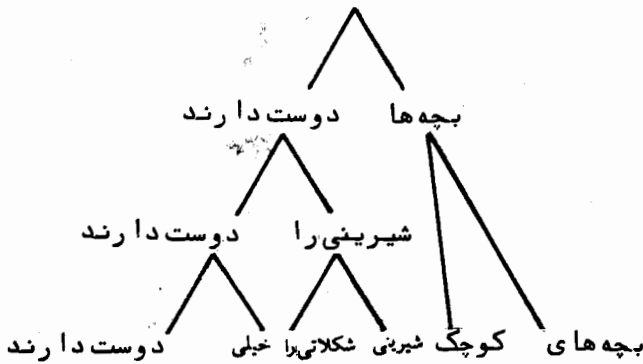 بچه‌ها دوست‌دارند
شیرینی‌را دوست‌دارند
بچه‌های کوچک شیرینی شکلاتی‌را خیلی دوست‌دارند